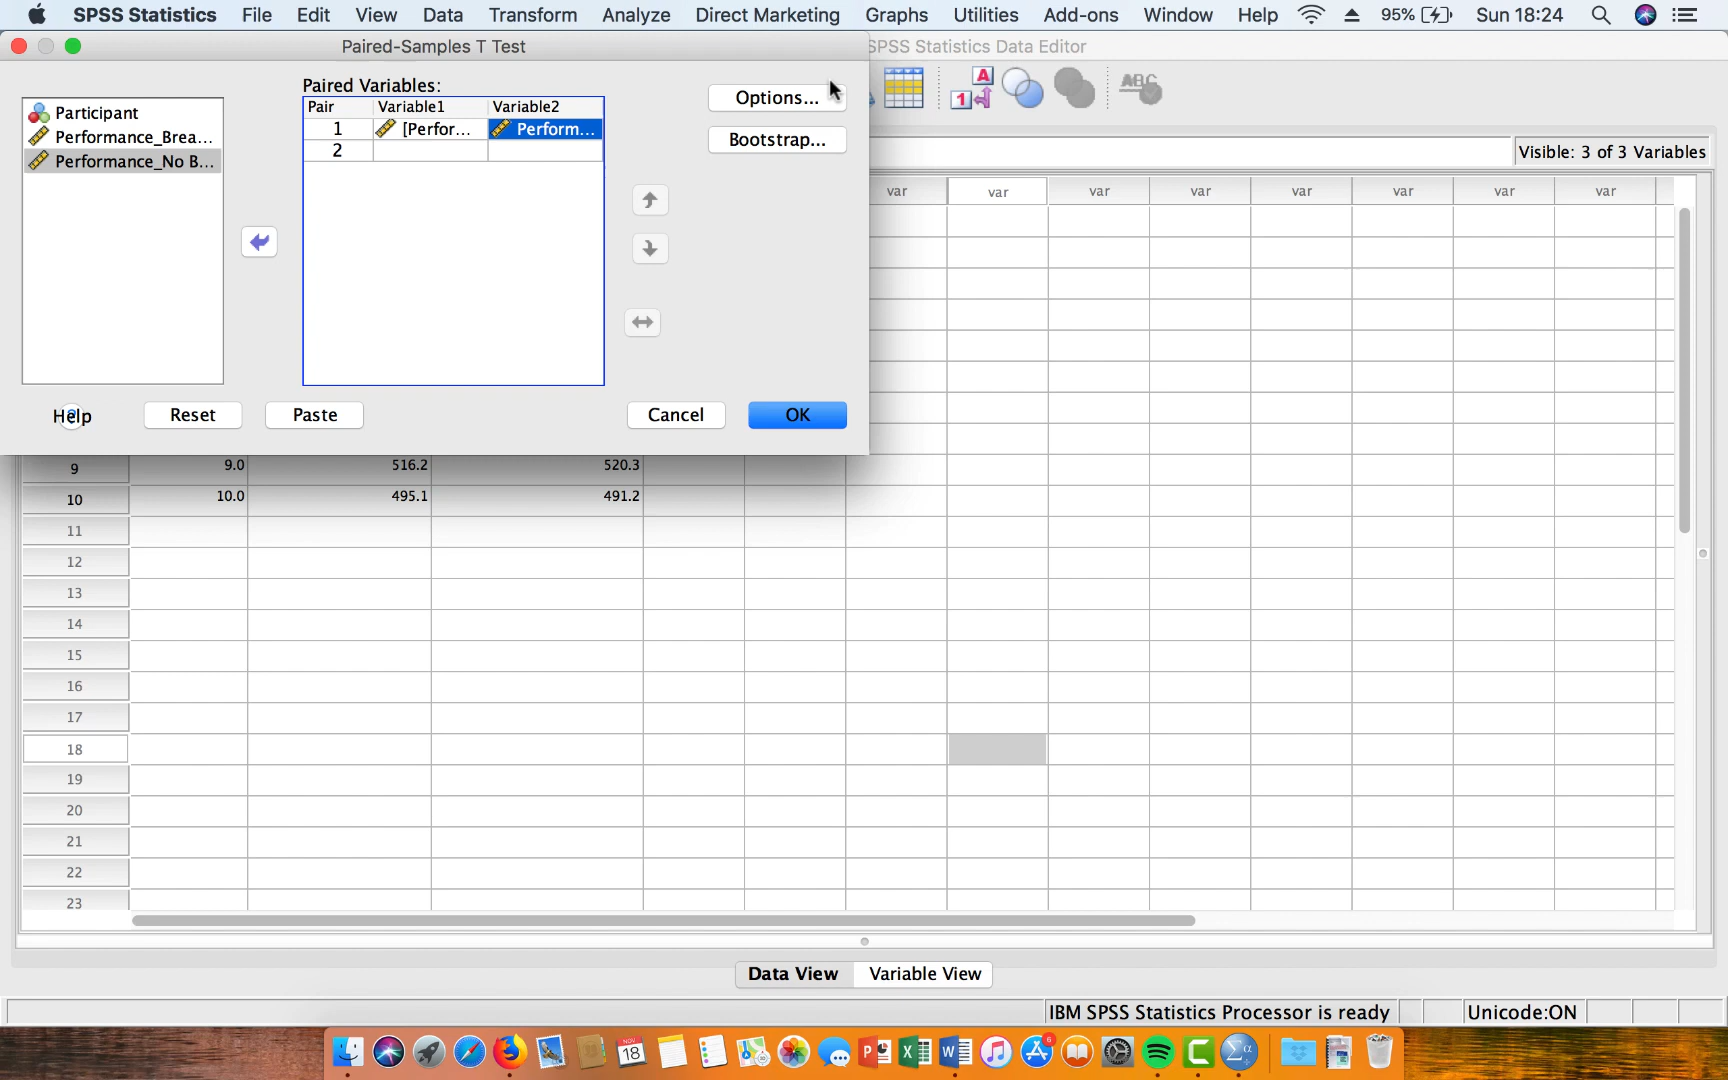 SPSS Statistics File Edit View Data Transform Analyze Direct Marketing Graphs Utilities Add-ons Window Help 95% Sun 18:24
Paired-Samples T Test
SPSS Statistics Data Editor
Participant
Performance_Brea...
Performance_No B...
Paired Variables:
Pair Variable1 Variable2
1 [Perfor... Perform...
2
Options...
Bootstrap...
Help Reset Paste Cancel OK
A
1
ABC
Visible: 3 of 3 Variables
var var var var var var var var
9 9.0 516.2 520.3
10 10.0 495.1 491.2
11
12
13
14
15
16
17
18
19
20
21
22
23
Data View Variable View
IBM SPSS Statistics Processor is ready Unicode:ON
NOV
18
6